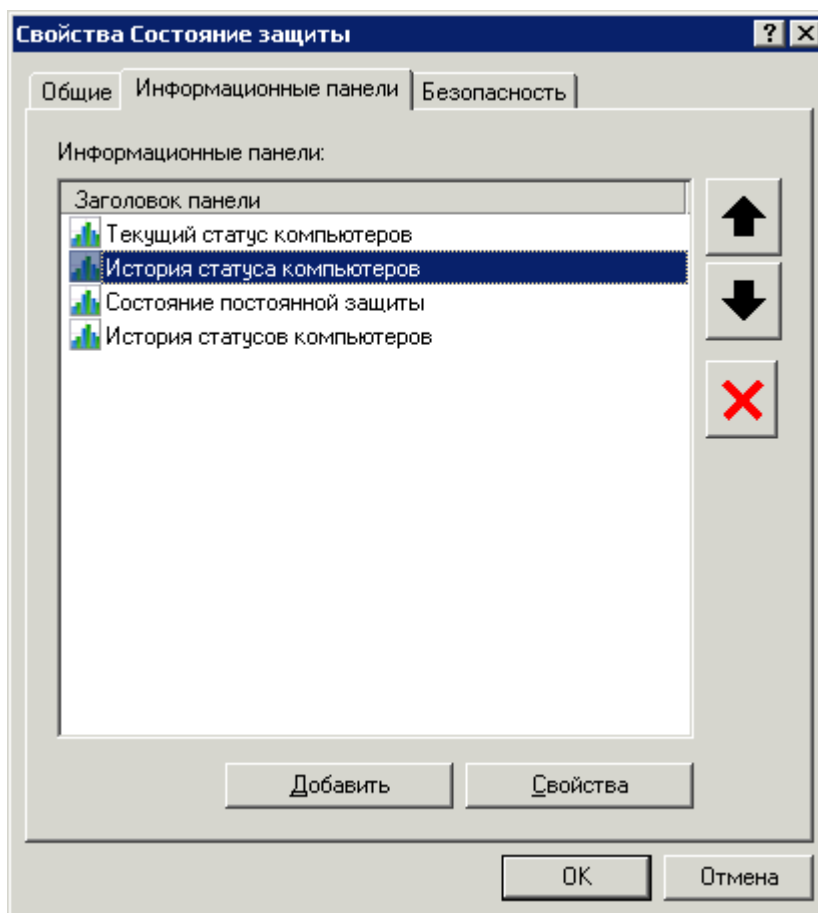 Свойства Состояние защиты
Общие
Информационные панели
Безопасность
Информационные панели:
Заголовок панели
Текущий статус компьютеров
История статуса компьютеров
Состояние постоянной защиты
История статусов компьютеров
Добавить
Свойства
ОК
Отмена